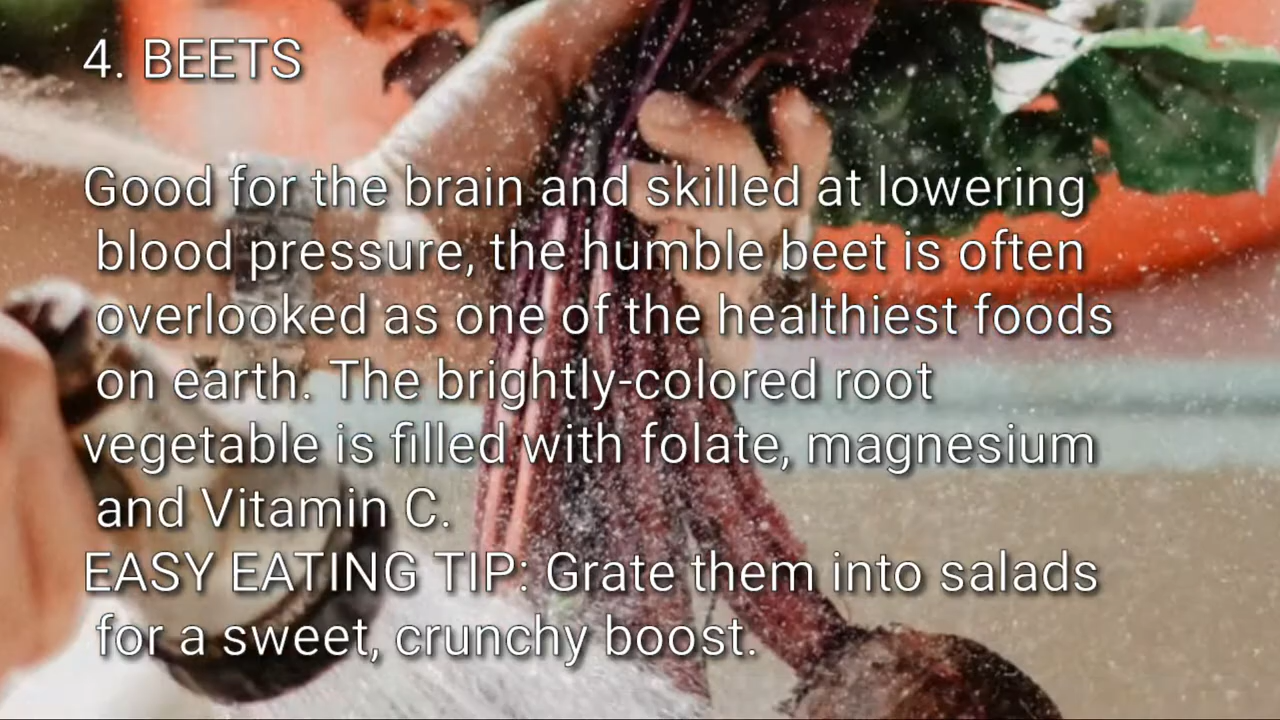 4. BEETS
Good for the brain and skilled at lowering
blood pressure, the humble beet is often
overlooked as one of the healthiest foods
on earth. The brightly-colored root
vegetable is filled with folate, magnesium
and Vitamin C.
EASY EATING TIP: Grate them into salads
for a sweet, crunchy boost.